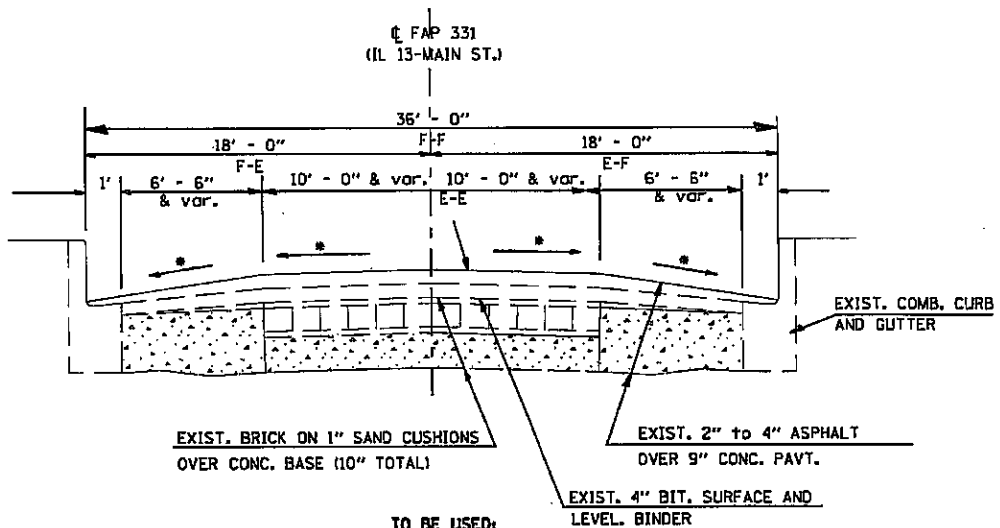 ℄ FAP 331
(IL 13-MAIN ST.)
36' - 0"
F-F
18' - 0" 18' - 0"
F-E E-F
1' 6' - 6" 10' - 0" & var. 10' - 0" & var. 6' - 6" 1'
& var. E-E & var.
* * * *
EXIST. COMB. CURB
AND GUTTER
EXIST. BRICK ON 1" SAND CUSHIONS
OVER CONC. BASE (10" TOTAL)
EXIST. 2" to 4" ASPHALT
OVER 9" CONC. PAVT.
EXIST. 4" BIT. SURFACE AND
LEVEL. BINDER
TO BE USED: